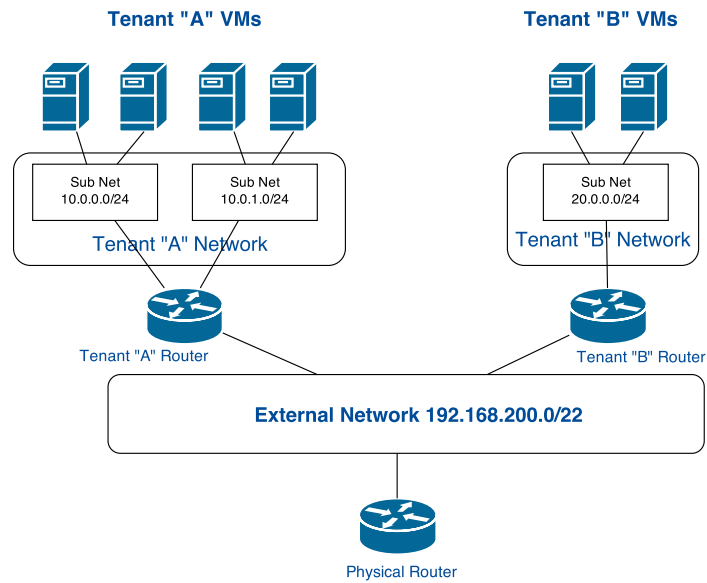 Tenant "A" VMs
Tenant "B" VMs
Sub Net
10.0.0.0/24
Sub Net
10.0.1.0/24
Sub Net
20.0.0.0/24
Tenant "A" Network
Tenant "B" Network
Tenant "A" Router
Tenant "B" Router
External Network 192.168.200.0/22
Physical Router